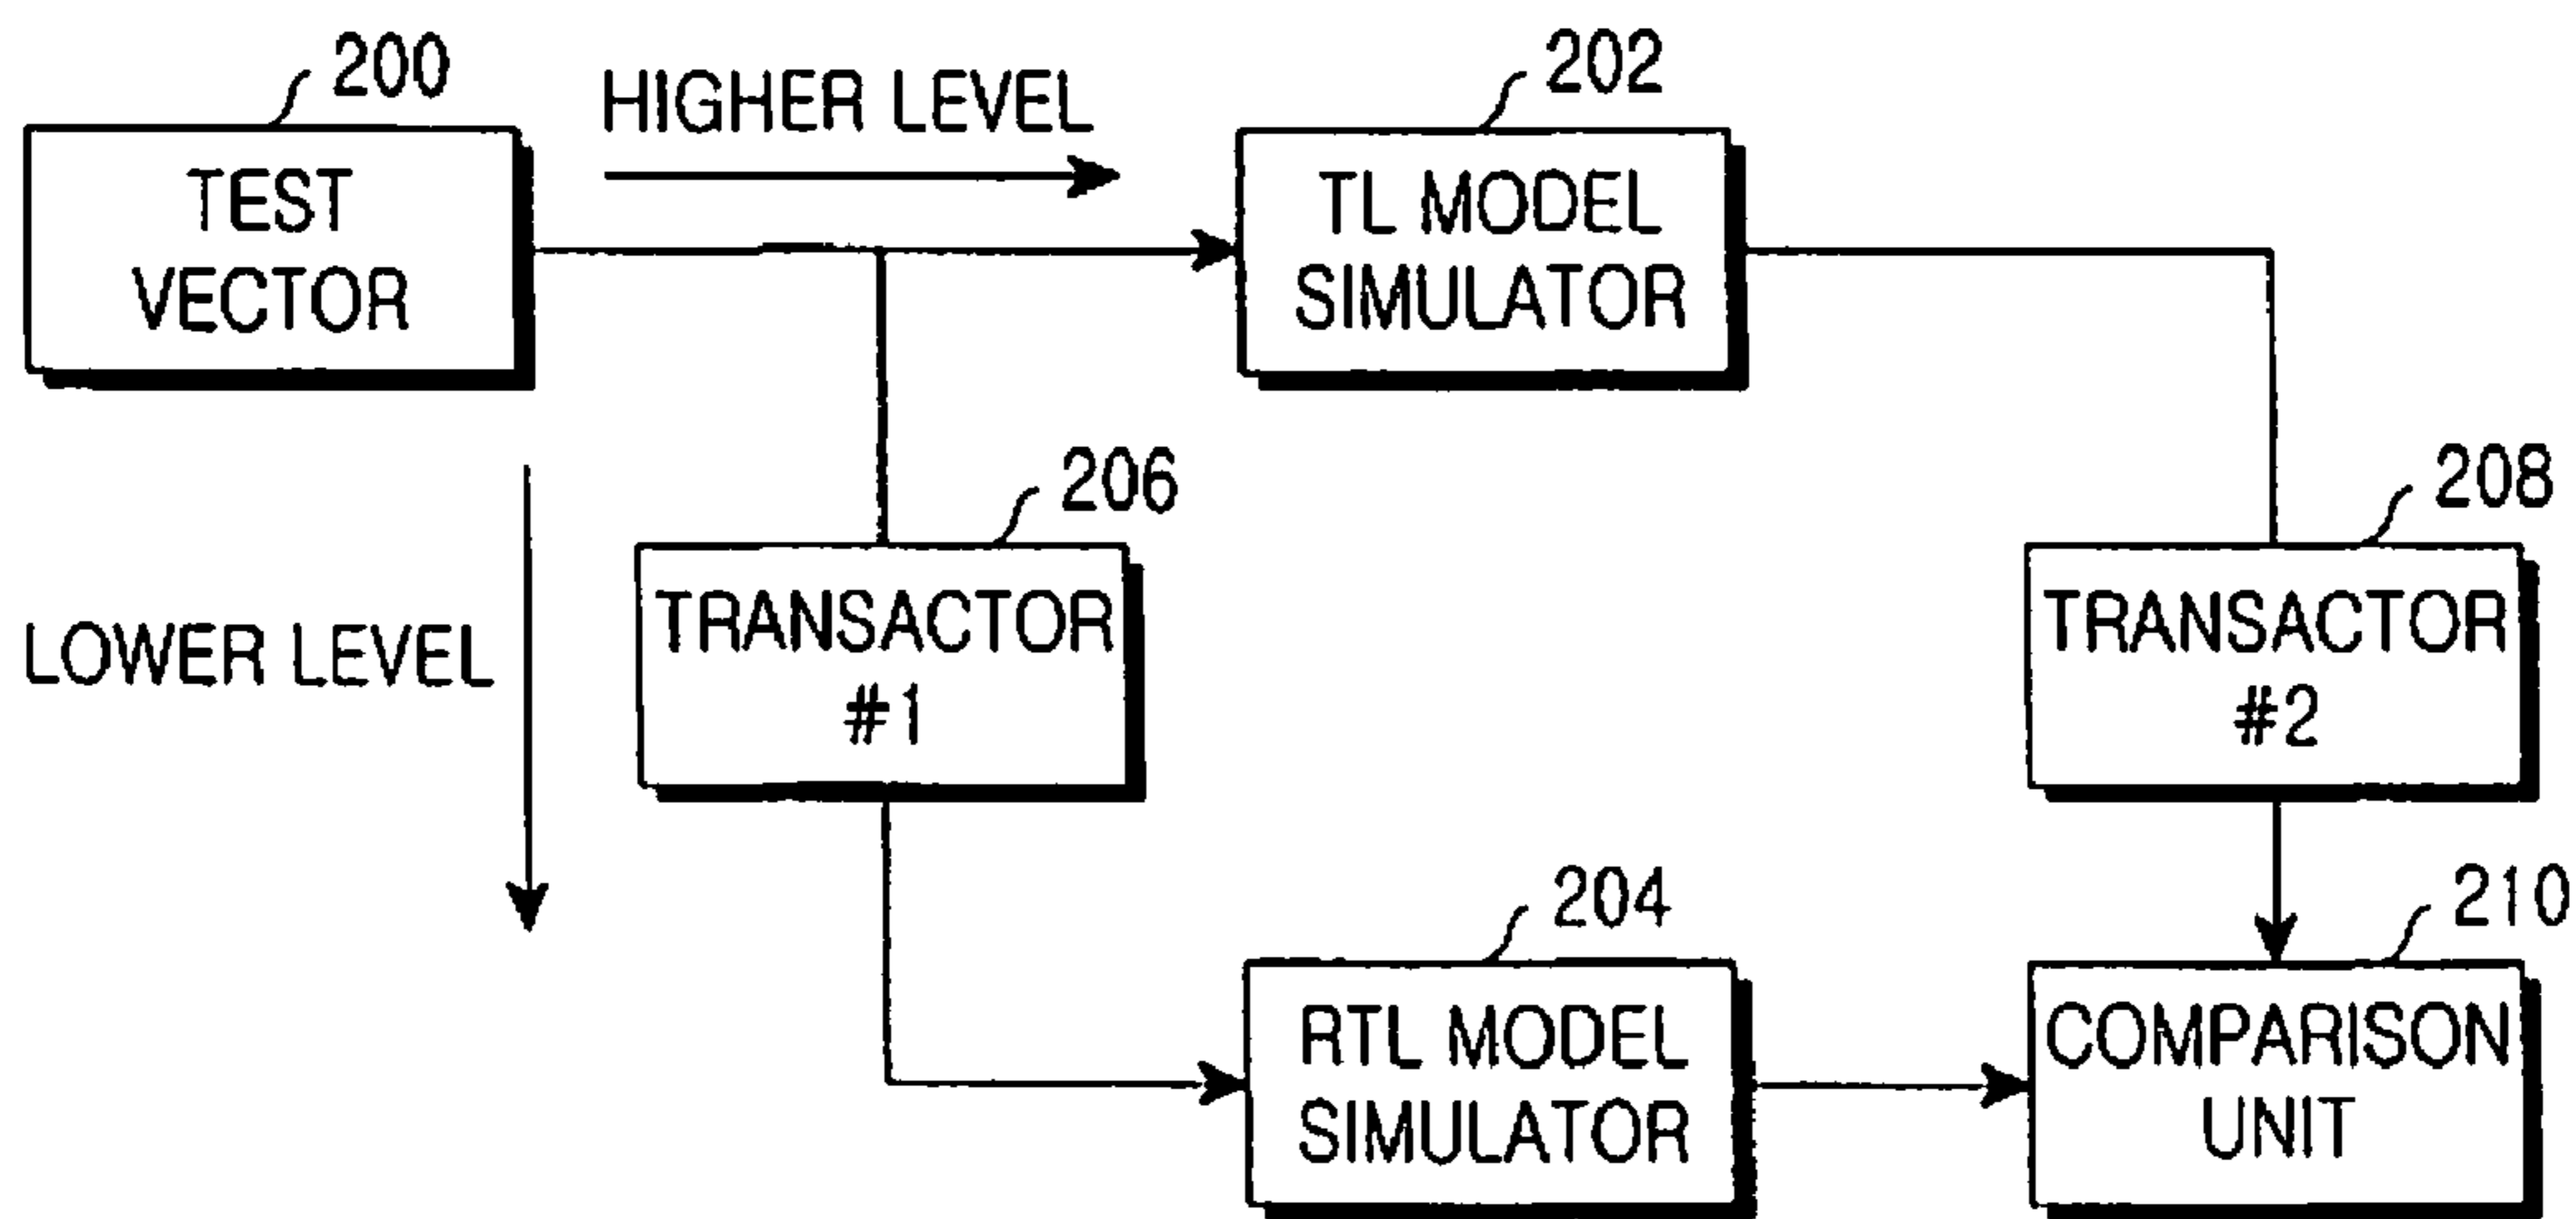 200
HIGHER LEVEL
202
TEST
VECTOR
TL MODEL
SIMULATOR
206
208
LOWER LEVEL
TRANSACTOR
#1
TRANSACTOR
#2
204
210
RTL MODEL
SIMULATOR
COMPARISON
UNIT